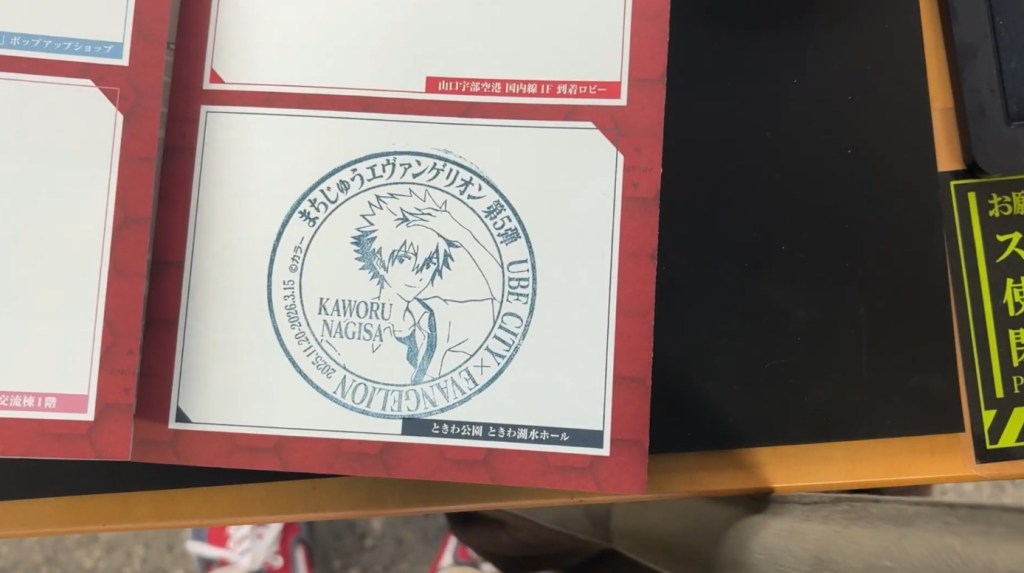 ポップアップショップ
交流棟1階
山口宇部空港 国内線 1F 到着ロビー
まちじゅうエヴァンゲリオン 第5弾
UBE CITY × EVANGELION
2025.11.20-2026.3.15 ©カラー
KAWORU
NAGISA
ときわ公園 ときわ湖水ホール
お願
ス
使
P